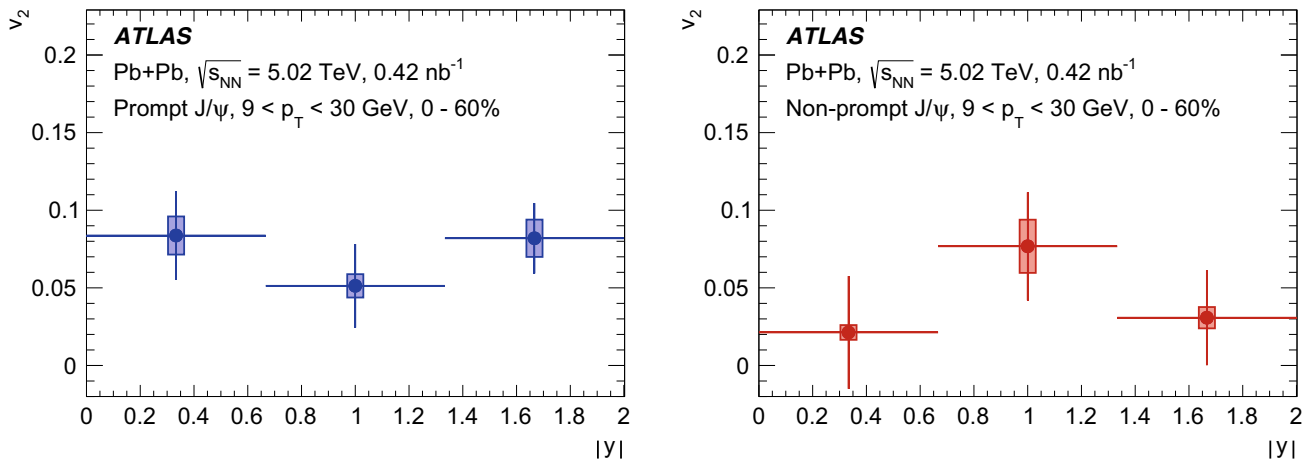 v₂
0.2
0.15
0.1
0.05
0
ATLAS
Pb+Pb, √s_NN = 5.02 TeV, 0.42 nb⁻¹
Prompt J/ψ, 9 < p_T < 30 GeV, 0 - 60%
0 0.2 0.4 0.6 0.8 1 1.2 1.4 1.6 1.8 2
|y|
v₂
0.2
0.15
0.1
0.05
0
ATLAS
Pb+Pb, √s_NN = 5.02 TeV, 0.42 nb⁻¹
Non-prompt J/ψ, 9 < p_T < 30 GeV, 0 - 60%
0 0.2 0.4 0.6 0.8 1 1.2 1.4 1.6 1.8 2
|y|